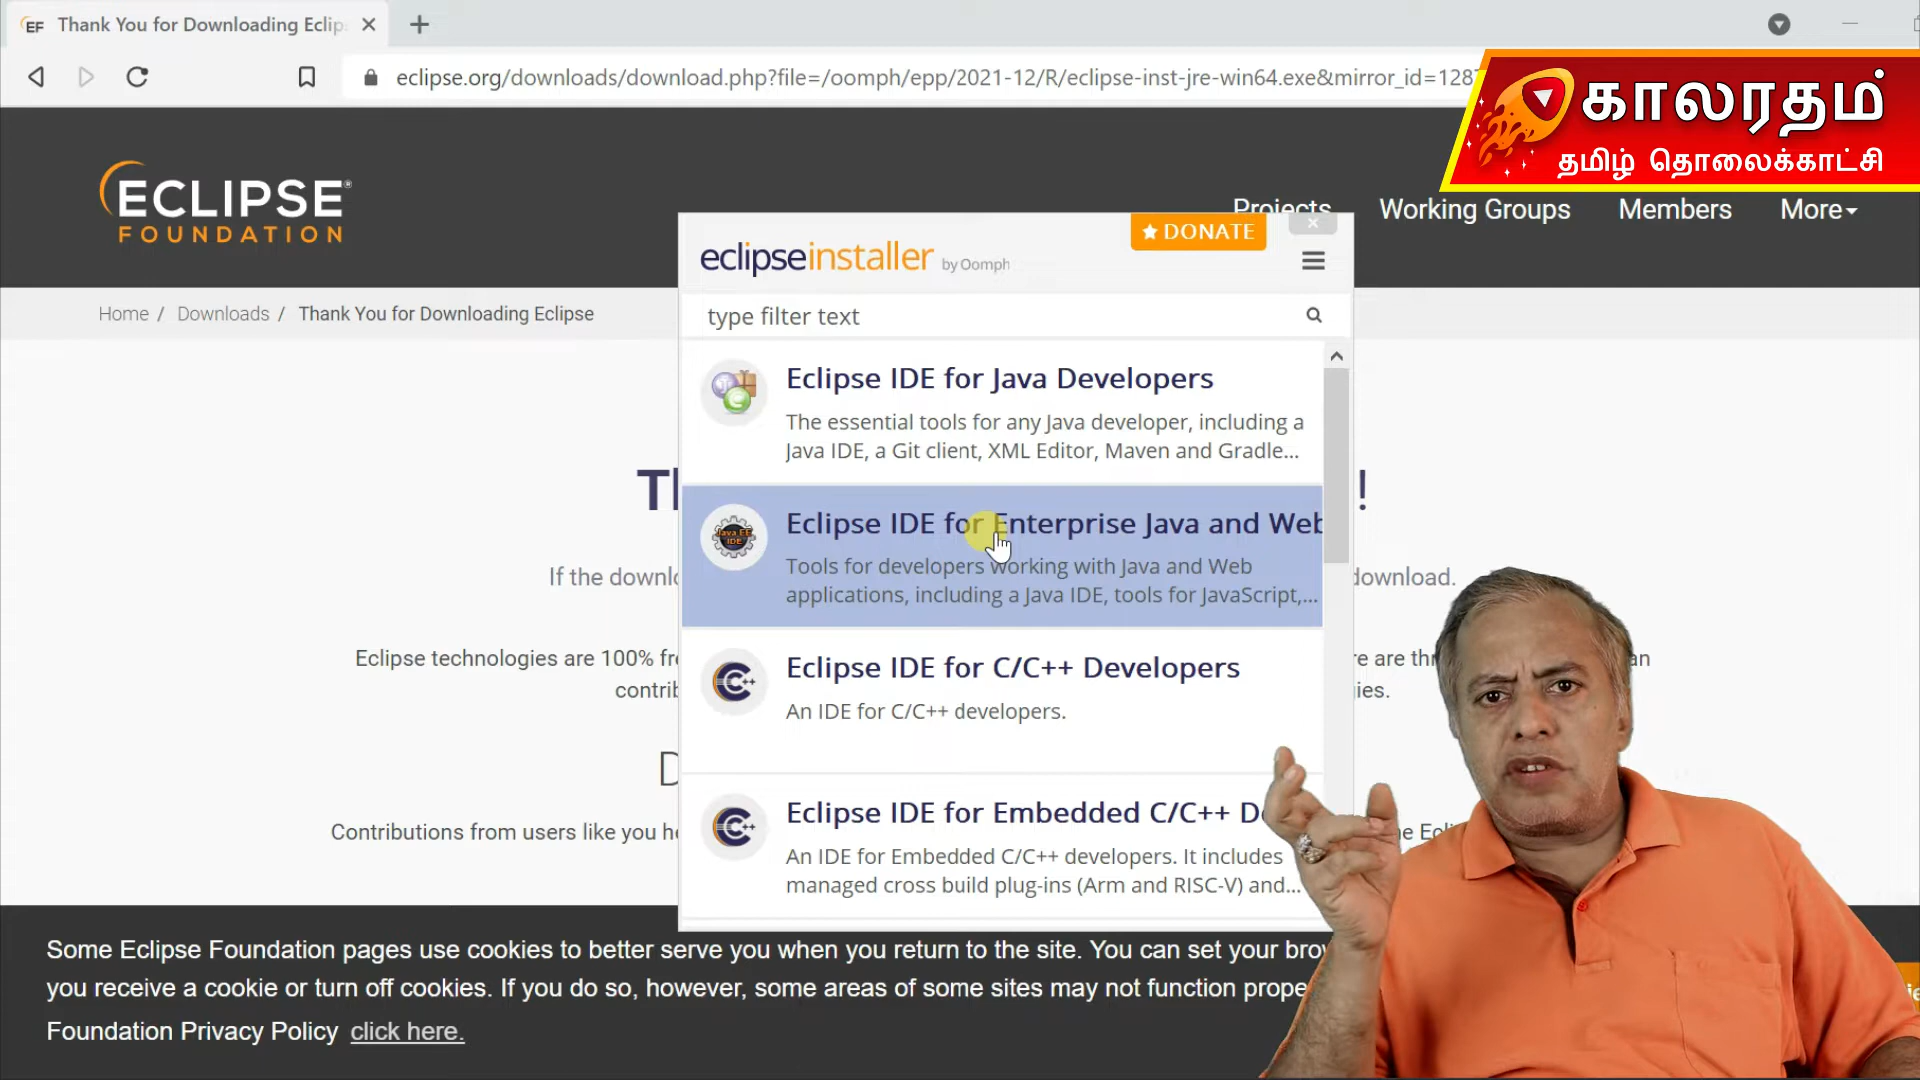 EF Thank You for Downloading Eclip
eclipse.org/downloads/download.php?file=/oomph/epp/2021-12/R/eclipse-inst-jre-win64.exe&mirror_id=128
காலரதம்
தமிழ் தொலைக்காட்சி
ECLIPSE®
FOUNDATION
Projects Working Groups Members More
DONATE
eclipseinstaller by Oomph
Home / Downloads / Thank You for Downloading Eclipse
type filter text
Eclipse IDE for Java Developers
The essential tools for any Java developer, including a
Java IDE, a Git client, XML Editor, Maven and Gradle...
Java EE
IDE
Eclipse IDE for Enterprise Java and Web
Tools for developers working with Java and Web
applications, including a Java IDE, tools for JavaScript,...
If the downlo
download.
Eclipse IDE for C/C++ Developers
An IDE for C/C++ developers.
Eclipse technologies are 100% fr
contrib
Eclipse IDE for Embedded C/C++ De
An IDE for Embedded C/C++ developers. It includes
managed cross build plug-ins (Arm and RISC-V) and...
Contributions from users like you he
Some Eclipse Foundation pages use cookies to better serve you when you return to the site. You can set your brow
you receive a cookie or turn off cookies. If you do so, however, some areas of some sites may not function prope
Foundation Privacy Policy click here.